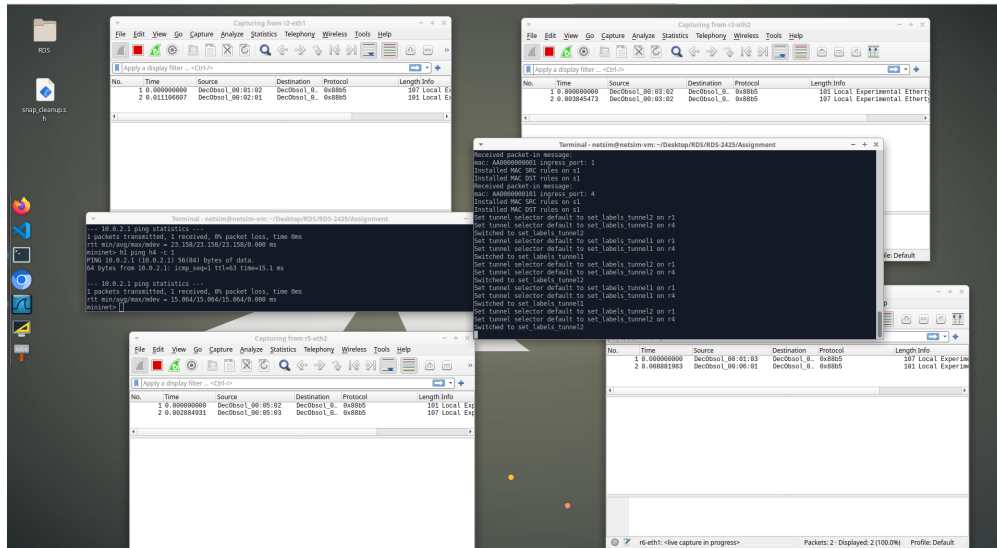 RDS
snap_cleanup.s
h
Capturing from r2-eth1
File Edit View Go Capture Analyze Statistics Telephony Wireless Tools Help
Apply a display filter ... <Ctrl-/>
No. Time Source Destination Protocol Length Info
1 0.000000000 DecObsol_00:01:02 DecObsol_0… 0x88b5 107 Local E
2 0.011106607 DecObsol_00:02:01 DecObsol_0… 0x88b5 101 Local E
Capturing from r3-eth2
File Edit View Go Capture Analyze Statistics Telephony Wireless Tools Help
Apply a display filter ... <Ctrl-/>
No. Time Source Destination Protocol Length Info
1 0.000000000 DecObsol_00:03:02 DecObsol_0… 0x88b5 101 Local Experimental Ethert
2 0.003845473 DecObsol_00:03:02 DecObsol_0… 0x88b5 107 Local Experimental Ethert
ile: Default
Terminal - netsim@netsim-vm: ~/Desktop/RDS/RDS-2425/Assignment
Received packet-in message:
mac: AA0000000001 ingress_port: 1
Installed MAC SRC rules on s1
Installed MAC DST rules on s1
Received packet-in message:
mac: AA0000000101 ingress_port: 4
Installed MAC SRC rules on s1
Installed MAC DST rules on s1
Set tunnel selector default to set_labels_tunnel2 on r1
Set tunnel selector default to set_labels_tunnel2 on r4
Switched to set_labels_tunnel2
Set tunnel selector default to set_labels_tunnel1 on r1
Set tunnel selector default to set_labels_tunnel1 on r4
Switched to set_labels_tunnel1
Set tunnel selector default to set_labels_tunnel2 on r1
Set tunnel selector default to set_labels_tunnel2 on r4
Switched to set_labels_tunnel2
Set tunnel selector default to set_labels_tunnel1 on r1
Set tunnel selector default to set_labels_tunnel1 on r4
Switched to set_labels_tunnel1
Set tunnel selector default to set_labels_tunnel2 on r1
Set tunnel selector default to set_labels_tunnel2 on r4
Switched to set_labels_tunnel2
Terminal - netsim@netsim-vm: ~/Desktop/RDS/RDS-2425/Assignment
--- 10.0.2.1 ping statistics ---
1 packets transmitted, 1 received, 0% packet loss, time 0ms
rtt min/avg/max/mdev = 23.158/23.158/23.158/0.000 ms
mininet> h1 ping h4 -c 1
PING 10.0.2.1 (10.0.2.1) 56(84) bytes of data.
64 bytes from 10.0.2.1: icmp_seq=1 ttl=63 time=15.1 ms
--- 10.0.2.1 ping statistics ---
1 packets transmitted, 1 received, 0% packet loss, time 0ms
rtt min/avg/max/mdev = 15.064/15.064/15.064/0.000 ms
mininet>
Capturing from r5-eth2
File Edit View Go Capture Analyze Statistics Telephony Wireless Tools Help
Apply a display filter ... <Ctrl-/>
No. Time Source Destination Protocol Length Info
1 0.000000000 DecObsol_00:05:02 DecObsol_0… 0x88b5 101 Local Exp
2 0.002884931 DecObsol_00:05:03 DecObsol_0… 0x88b5 107 Local Exp
No. Time Source Destination Protocol Length Info
1 0.000000000 DecObsol_00:01:03 DecObsol_0… 0x88b5 107 Local Experim
2 0.008881983 DecObsol_00:06:01 DecObsol_0… 0x88b5 101 Local Experim
r6-eth1: <live capture in progress> Packets: 2 · Displayed: 2 (100.0%) Profile: Default